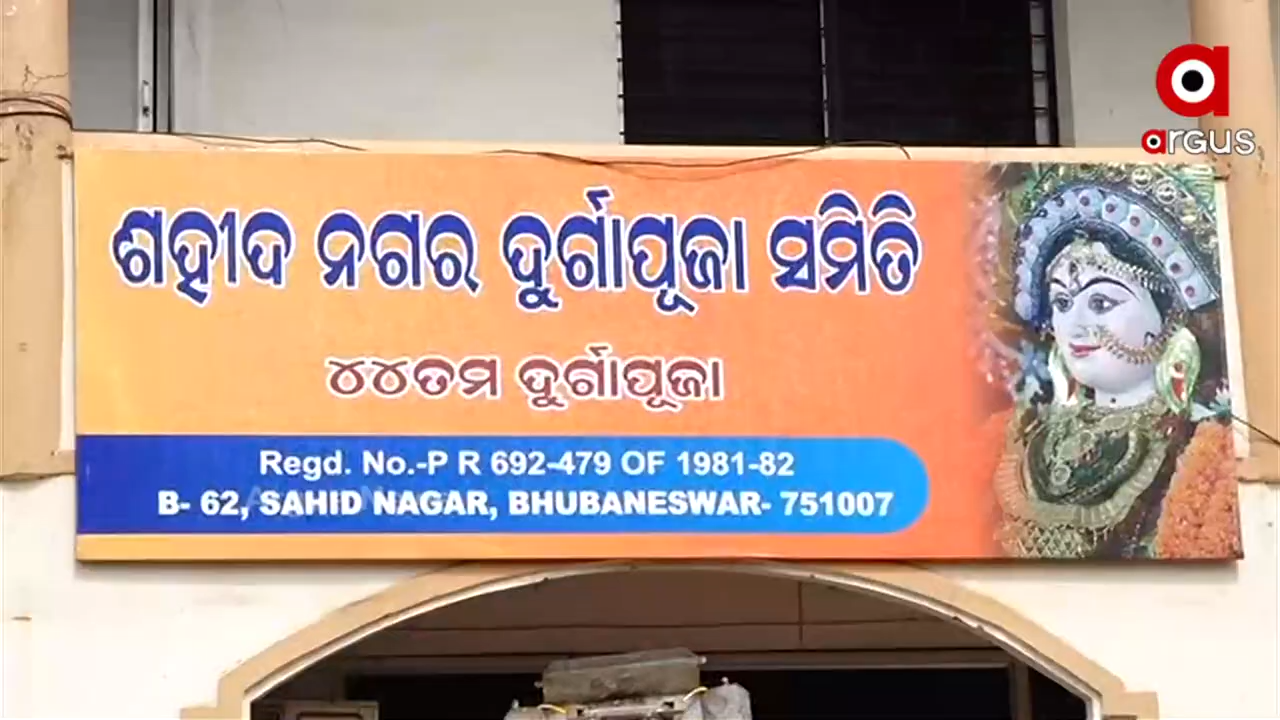 argus
ଶହୀଦ ନଗର ଦୁର୍ଗାପୂଜା ସମିତି
୪୪ତମ ଦୁର୍ଗାପୂଜା
Regd. No.-P R 692-479 OF 1981-82
B- 62, SAHID NAGAR, BHUBANESWAR- 751007